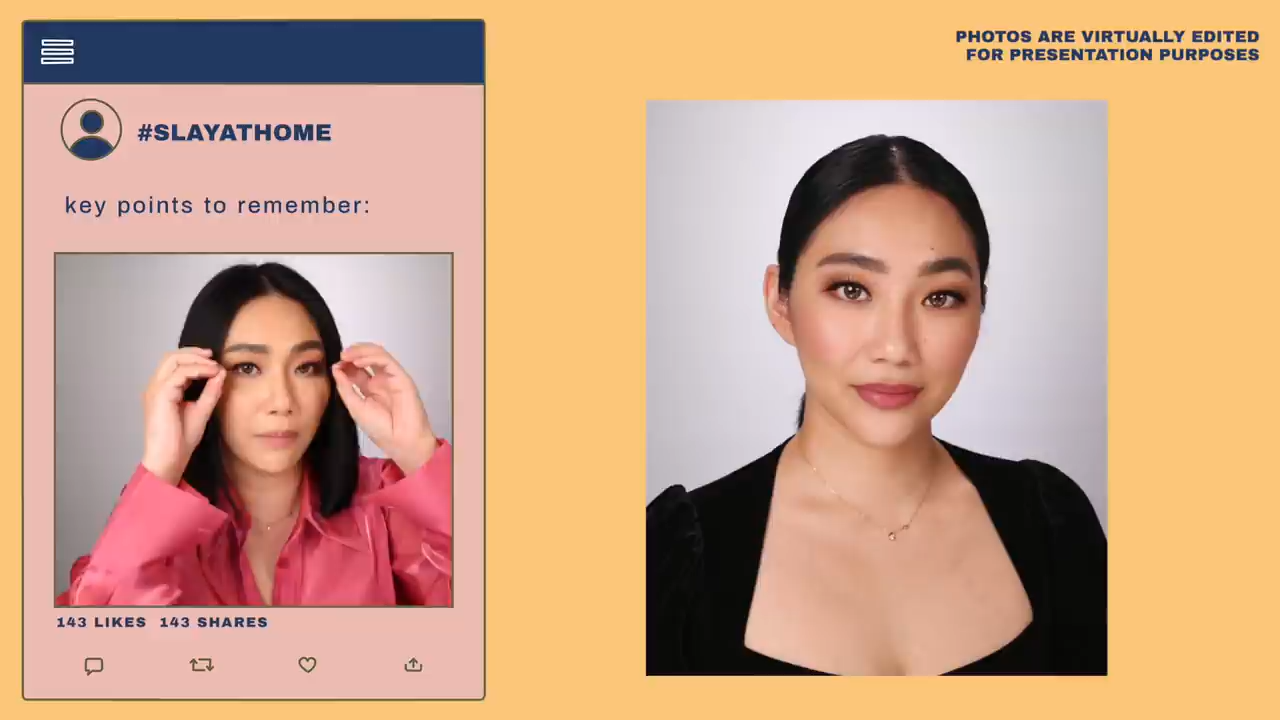 #SLAYATHOME
key points to remember:
143 LIKES 143 SHARES
PHOTOS ARE VIRTUALLY EDITED
FOR PRESENTATION PURPOSES